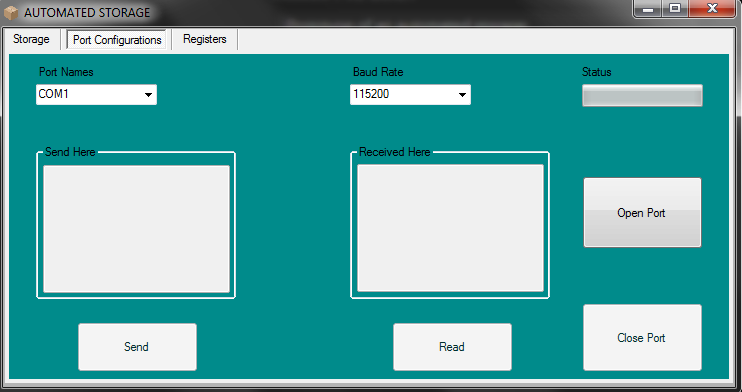 AUTOMATED STORAGE
Storage Port Configurations Registers
Port Names Baud Rate Status
COM1 115200
Send Here Received Here
Open Port
Send Read Close Port